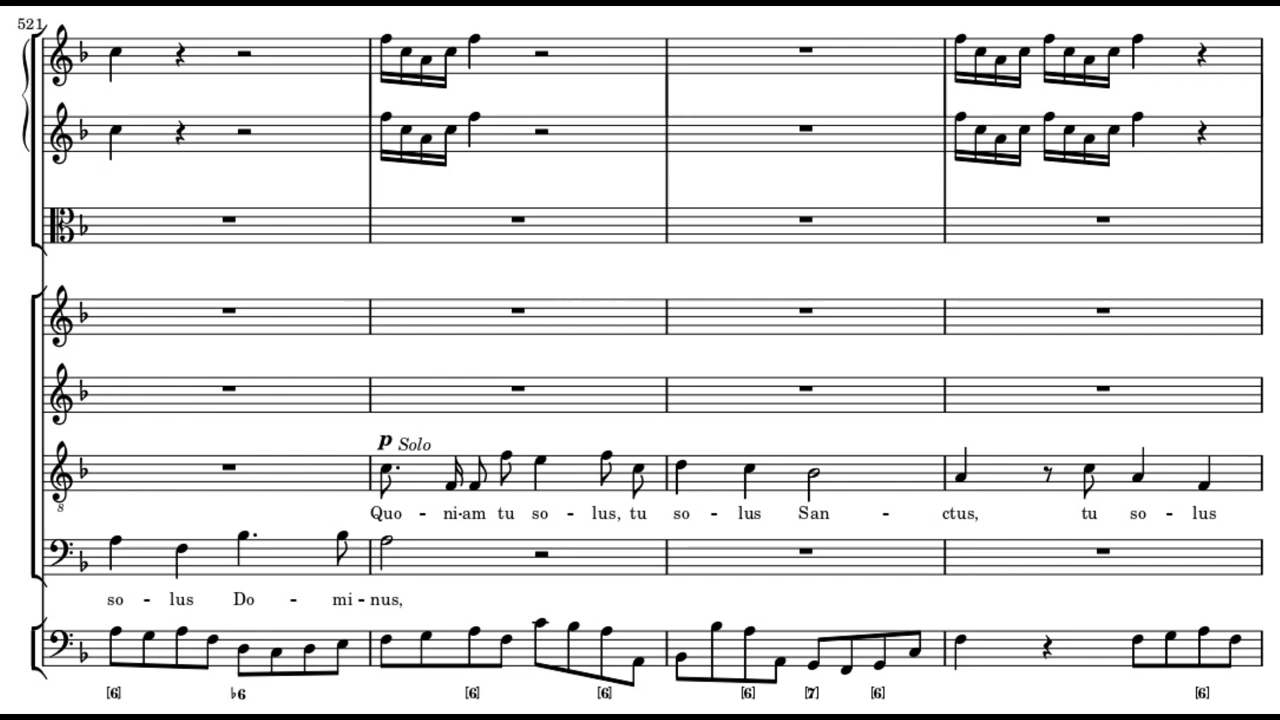 521
p Solo
8
Quo - ni-am tu so - lus, tu so - lus San - ctus, tu so - lus
so - lus Do - mi - nus,
[6] ♭6 [6] [6] [6] [7] [6] [6]